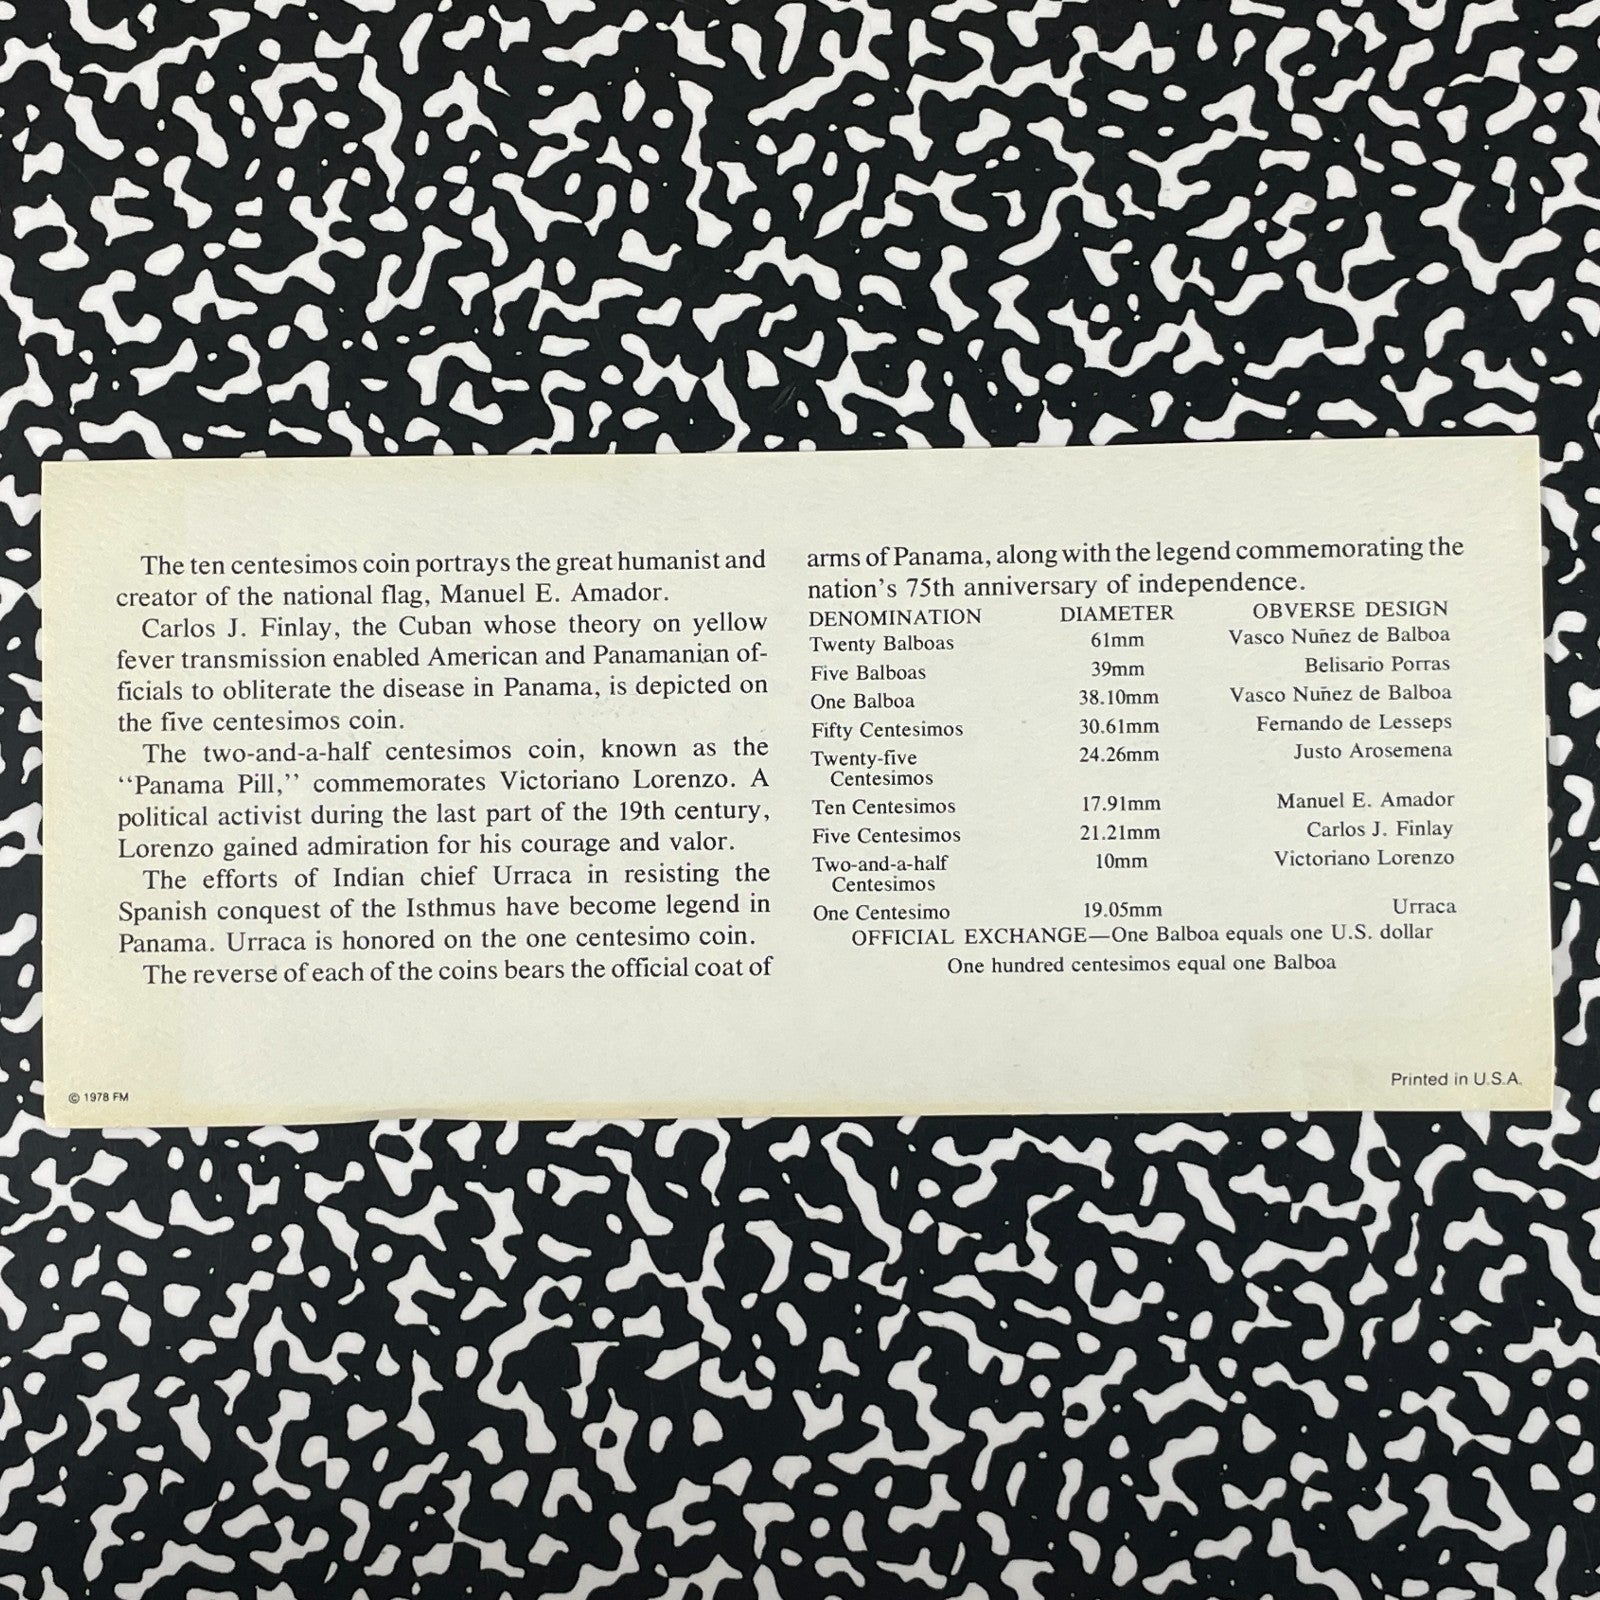 The ten centesimos coin portrays the great humanist and
creator of the national flag, Manuel E. Amador.
Carlos J. Finlay, the Cuban whose theory on yellow
fever transmission enabled American and Panamanian of-
ficials to obliterate the disease in Panama, is depicted on
the five centesimos coin.
The two-and-a-half centesimos coin, known as the
“Panama Pill,” commemorates Victoriano Lorenzo. A
political activist during the last part of the 19th century,
Lorenzo gained admiration for his courage and valor.
The efforts of Indian chief Urraca in resisting the
Spanish conquest of the Isthmus have become legend in
Panama. Urraca is honored on the one centesimo coin.
The reverse of each of the coins bears the official coat of
arms of Panama, along with the legend commemorating the
nation's 75th anniversary of independence.
DENOMINATION DIAMETER OBVERSE DESIGN
Twenty Balboas 61mm Vasco Nuñez de Balboa
Five Balboas 39mm Belisario Porras
One Balboa 38.10mm Vasco Nuñez de Balboa
Fifty Centesimos 30.61mm Fernando de Lesseps
Twenty-five 24.26mm Justo Arosemena
Centesimos
Ten Centesimos 17.91mm Manuel E. Amador
Five Centesimos 21.21mm Carlos J. Finlay
Two-and-a-half 10mm Victoriano Lorenzo
Centesimos
One Centesimo 19.05mm Urraca
OFFICIAL EXCHANGE—One Balboa equals one U.S. dollar
One hundred centesimos equal one Balboa
© 1978 FM
Printed in U.S.A.